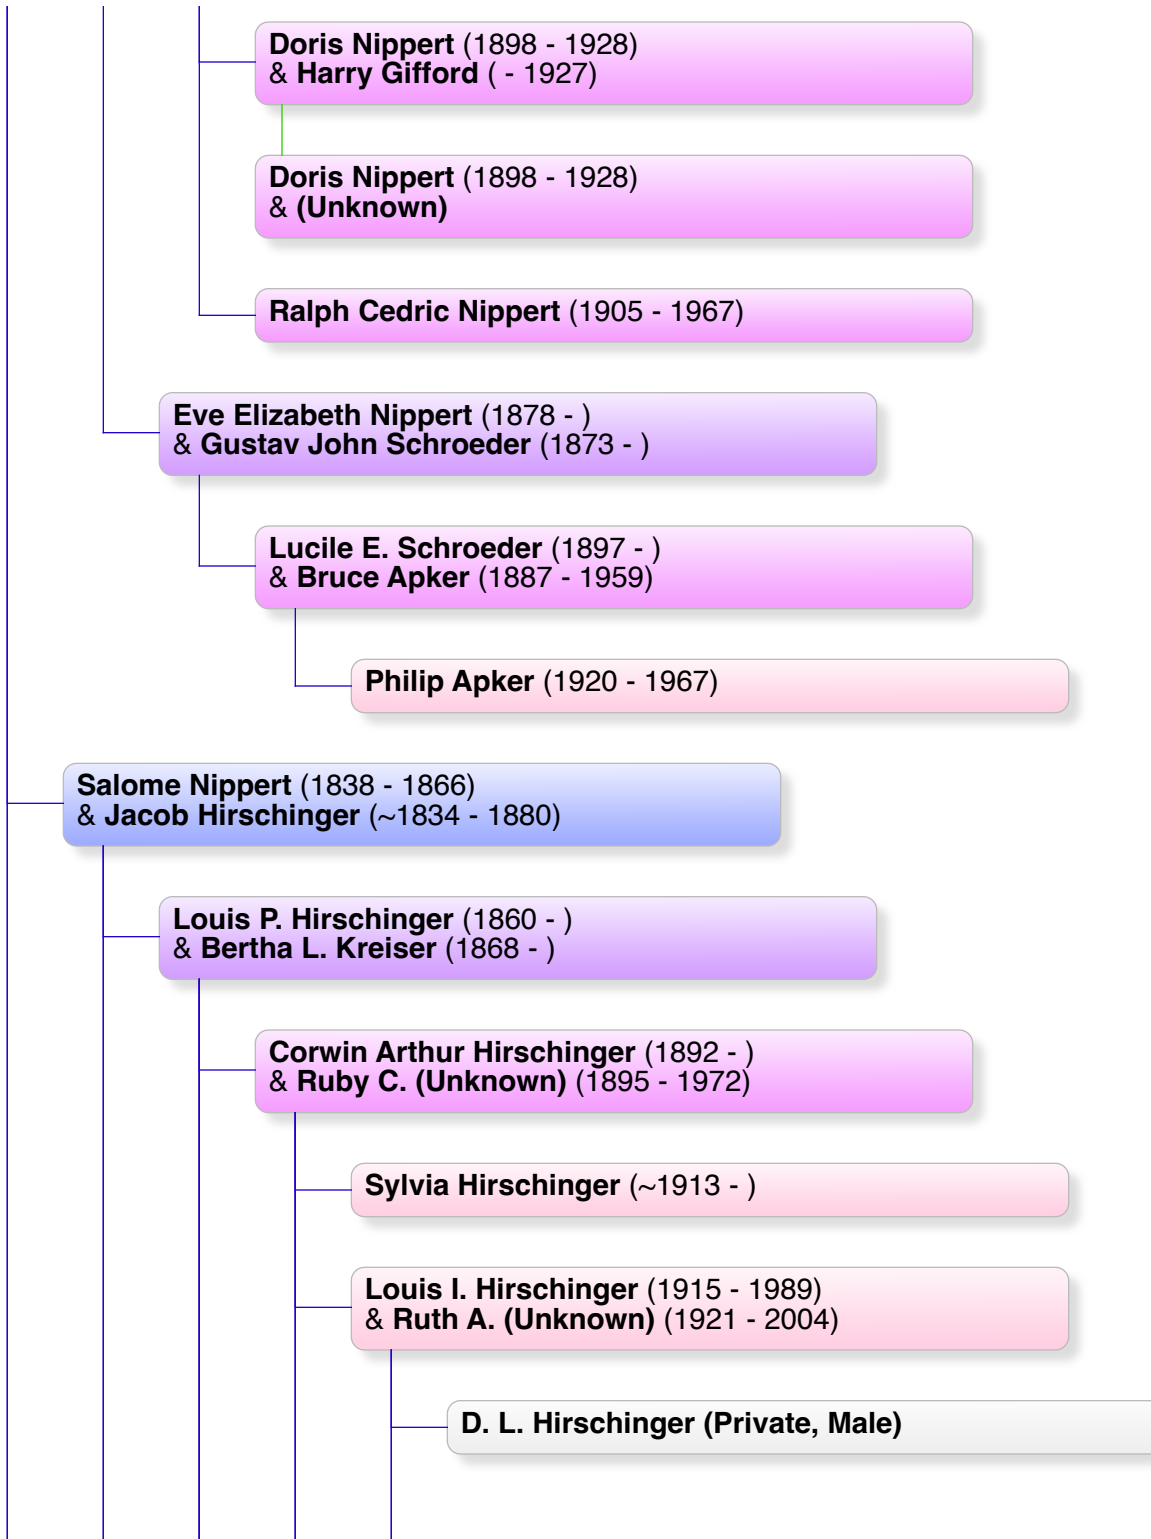 Doris Nippert (1898 - 1928)
& Harry Gifford ( - 1927)
Doris Nippert (1898 - 1928)
& (Unknown)
Ralph Cedric Nippert (1905 - 1967)
Eve Elizabeth Nippert (1878 - )
& Gustav John Schroeder (1873 - )
Lucile E. Schroeder (1897 - )
& Bruce Apker (1887 - 1959)
Philip Apker (1920 - 1967)
Salome Nippert (1838 - 1866)
& Jacob Hirschinger (~1834 - 1880)
Louis P. Hirschinger (1860 - )
& Bertha L. Kreiser (1868 - )
Corwin Arthur Hirschinger (1892 - )
& Ruby C. (Unknown) (1895 - 1972)
Sylvia Hirschinger (~1913 - )
Louis I. Hirschinger (1915 - 1989)
& Ruth A. (Unknown) (1921 - 2004)
D. L. Hirschinger (Private, Male)